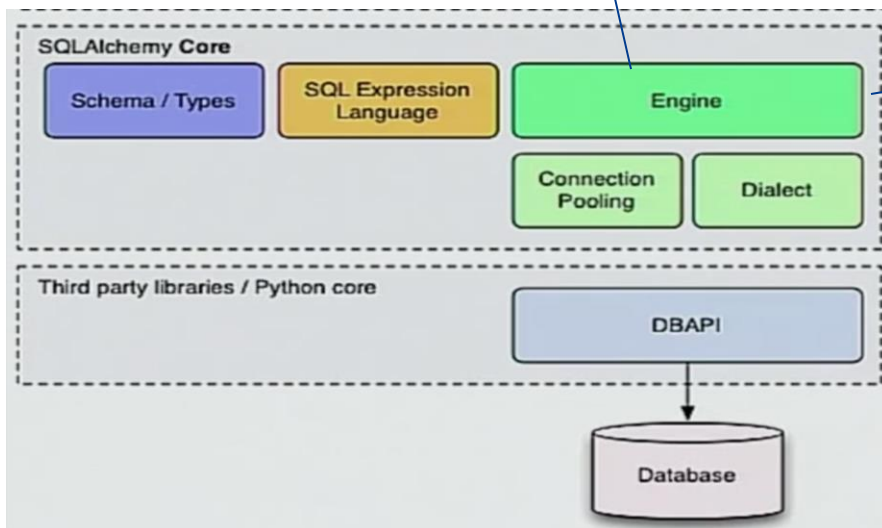 SQLAlchemy Core
Schema / Types
SQL Expression
Language
Engine
Connection
Pooling
Dialect
Third party libraries / Python core
DBAPI
Database